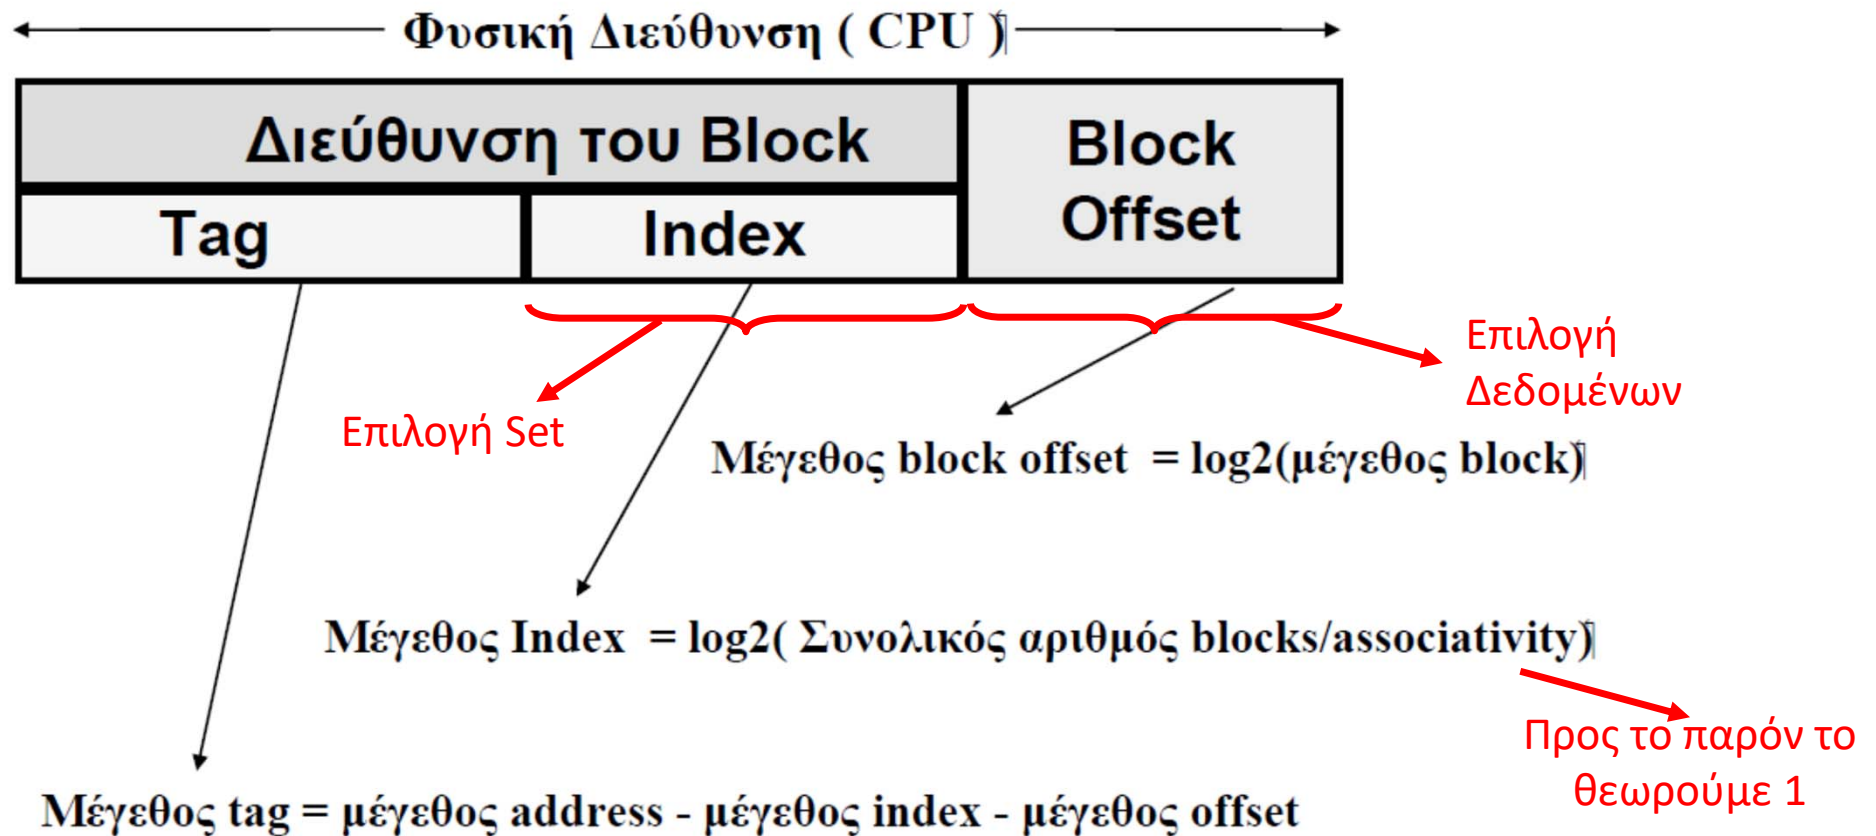 Φυσική Διεύθυνση ( CPU )
Διεύθυνση του Block
Block
Offset
Tag
Index
Επιλογή
Δεδομένων
Επιλογή Set
Μέγεθος block offset = log2(μέγεθος block)
Μέγεθος Index = log2( Συνολικός αριθμός blocks/associativity)
Προς το παρόν το
θεωρούμε 1
Μέγεθος tag = μέγεθος address - μέγεθος index - μέγεθος offset